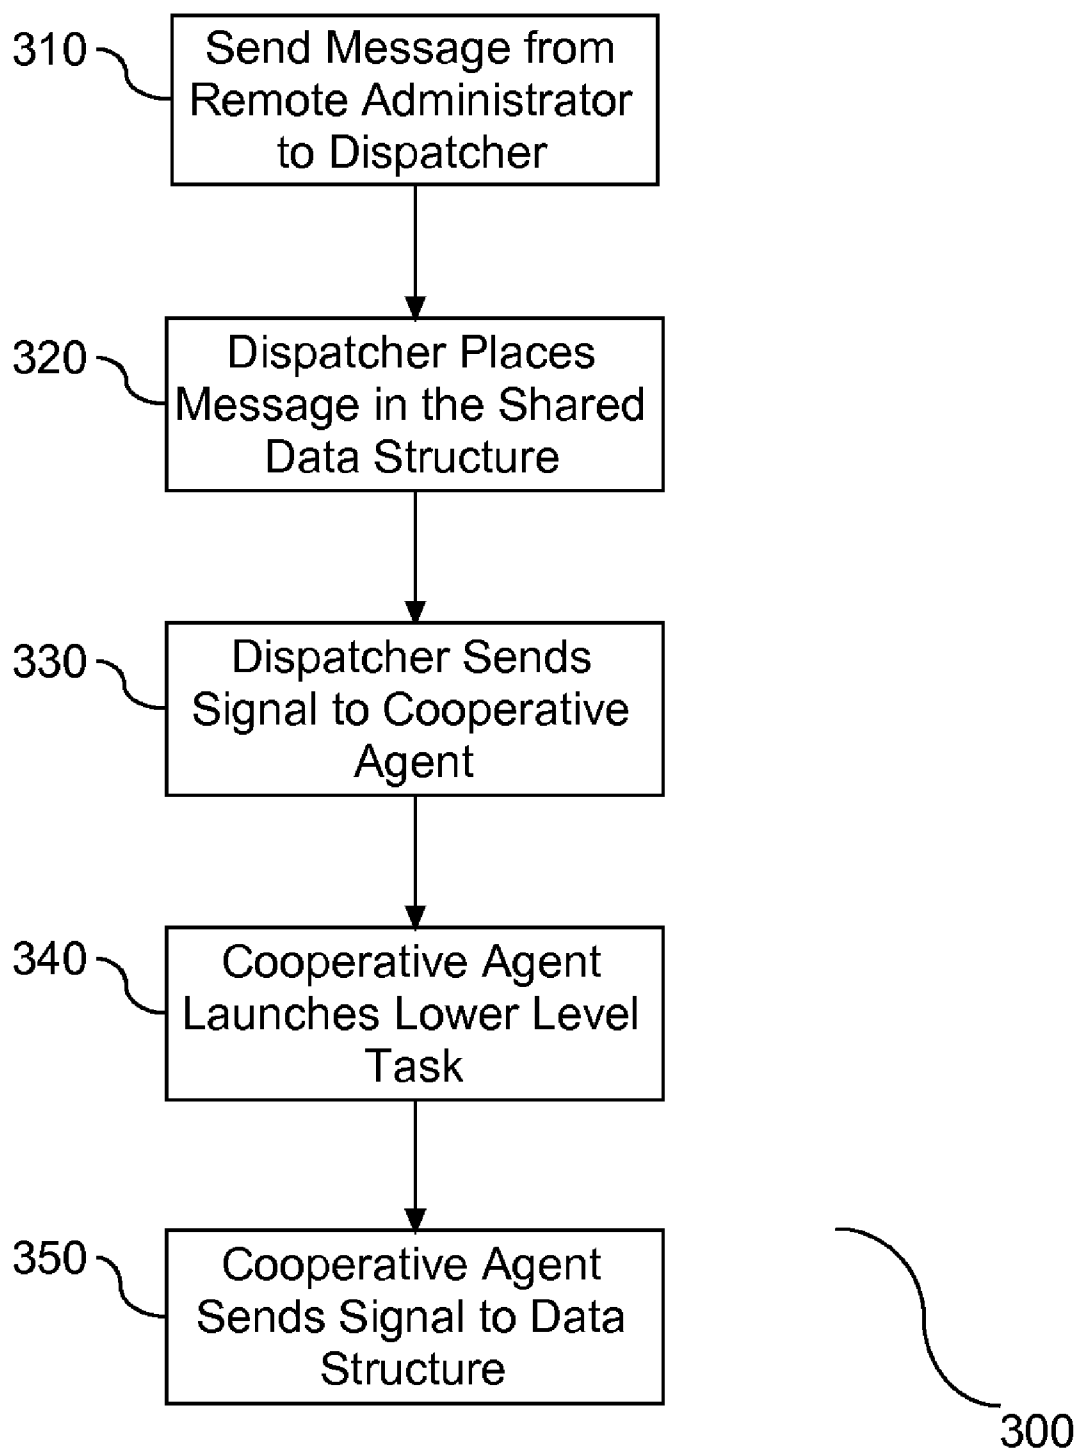 310
Send Message from
Remote Administrator
to Dispatcher
320
Dispatcher Places
Message in the Shared
Data Structure
330
Dispatcher Sends
Signal to Cooperative
Agent
340
Cooperative Agent
Launches Lower Level
Task
350
Cooperative Agent
Sends Signal to Data
Structure
300